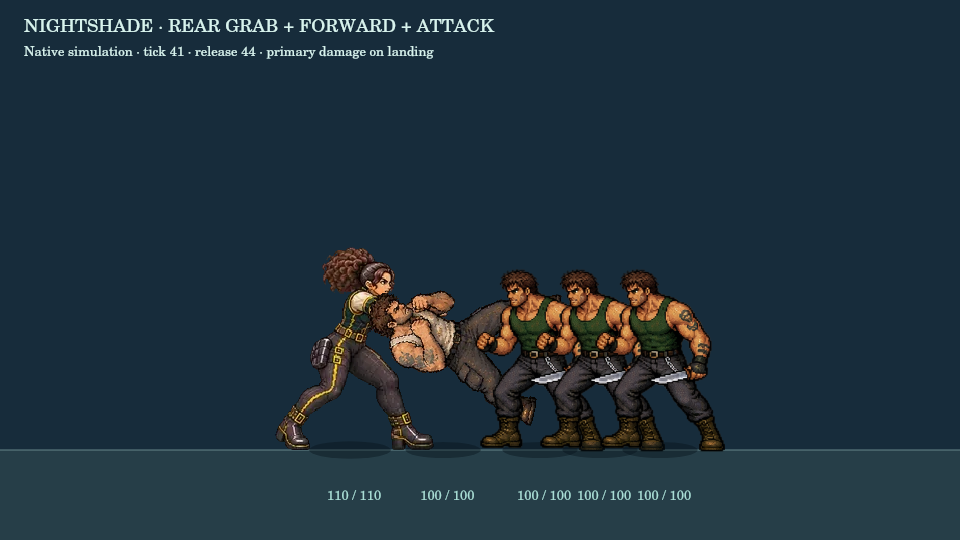 NIGHTSHADE · REAR GRAB + FORWARD + ATTACK
Native simulation · tick 41 · release 44 · primary damage on landing
110 / 110 100 / 100 100 / 100 100 / 100 100 / 100